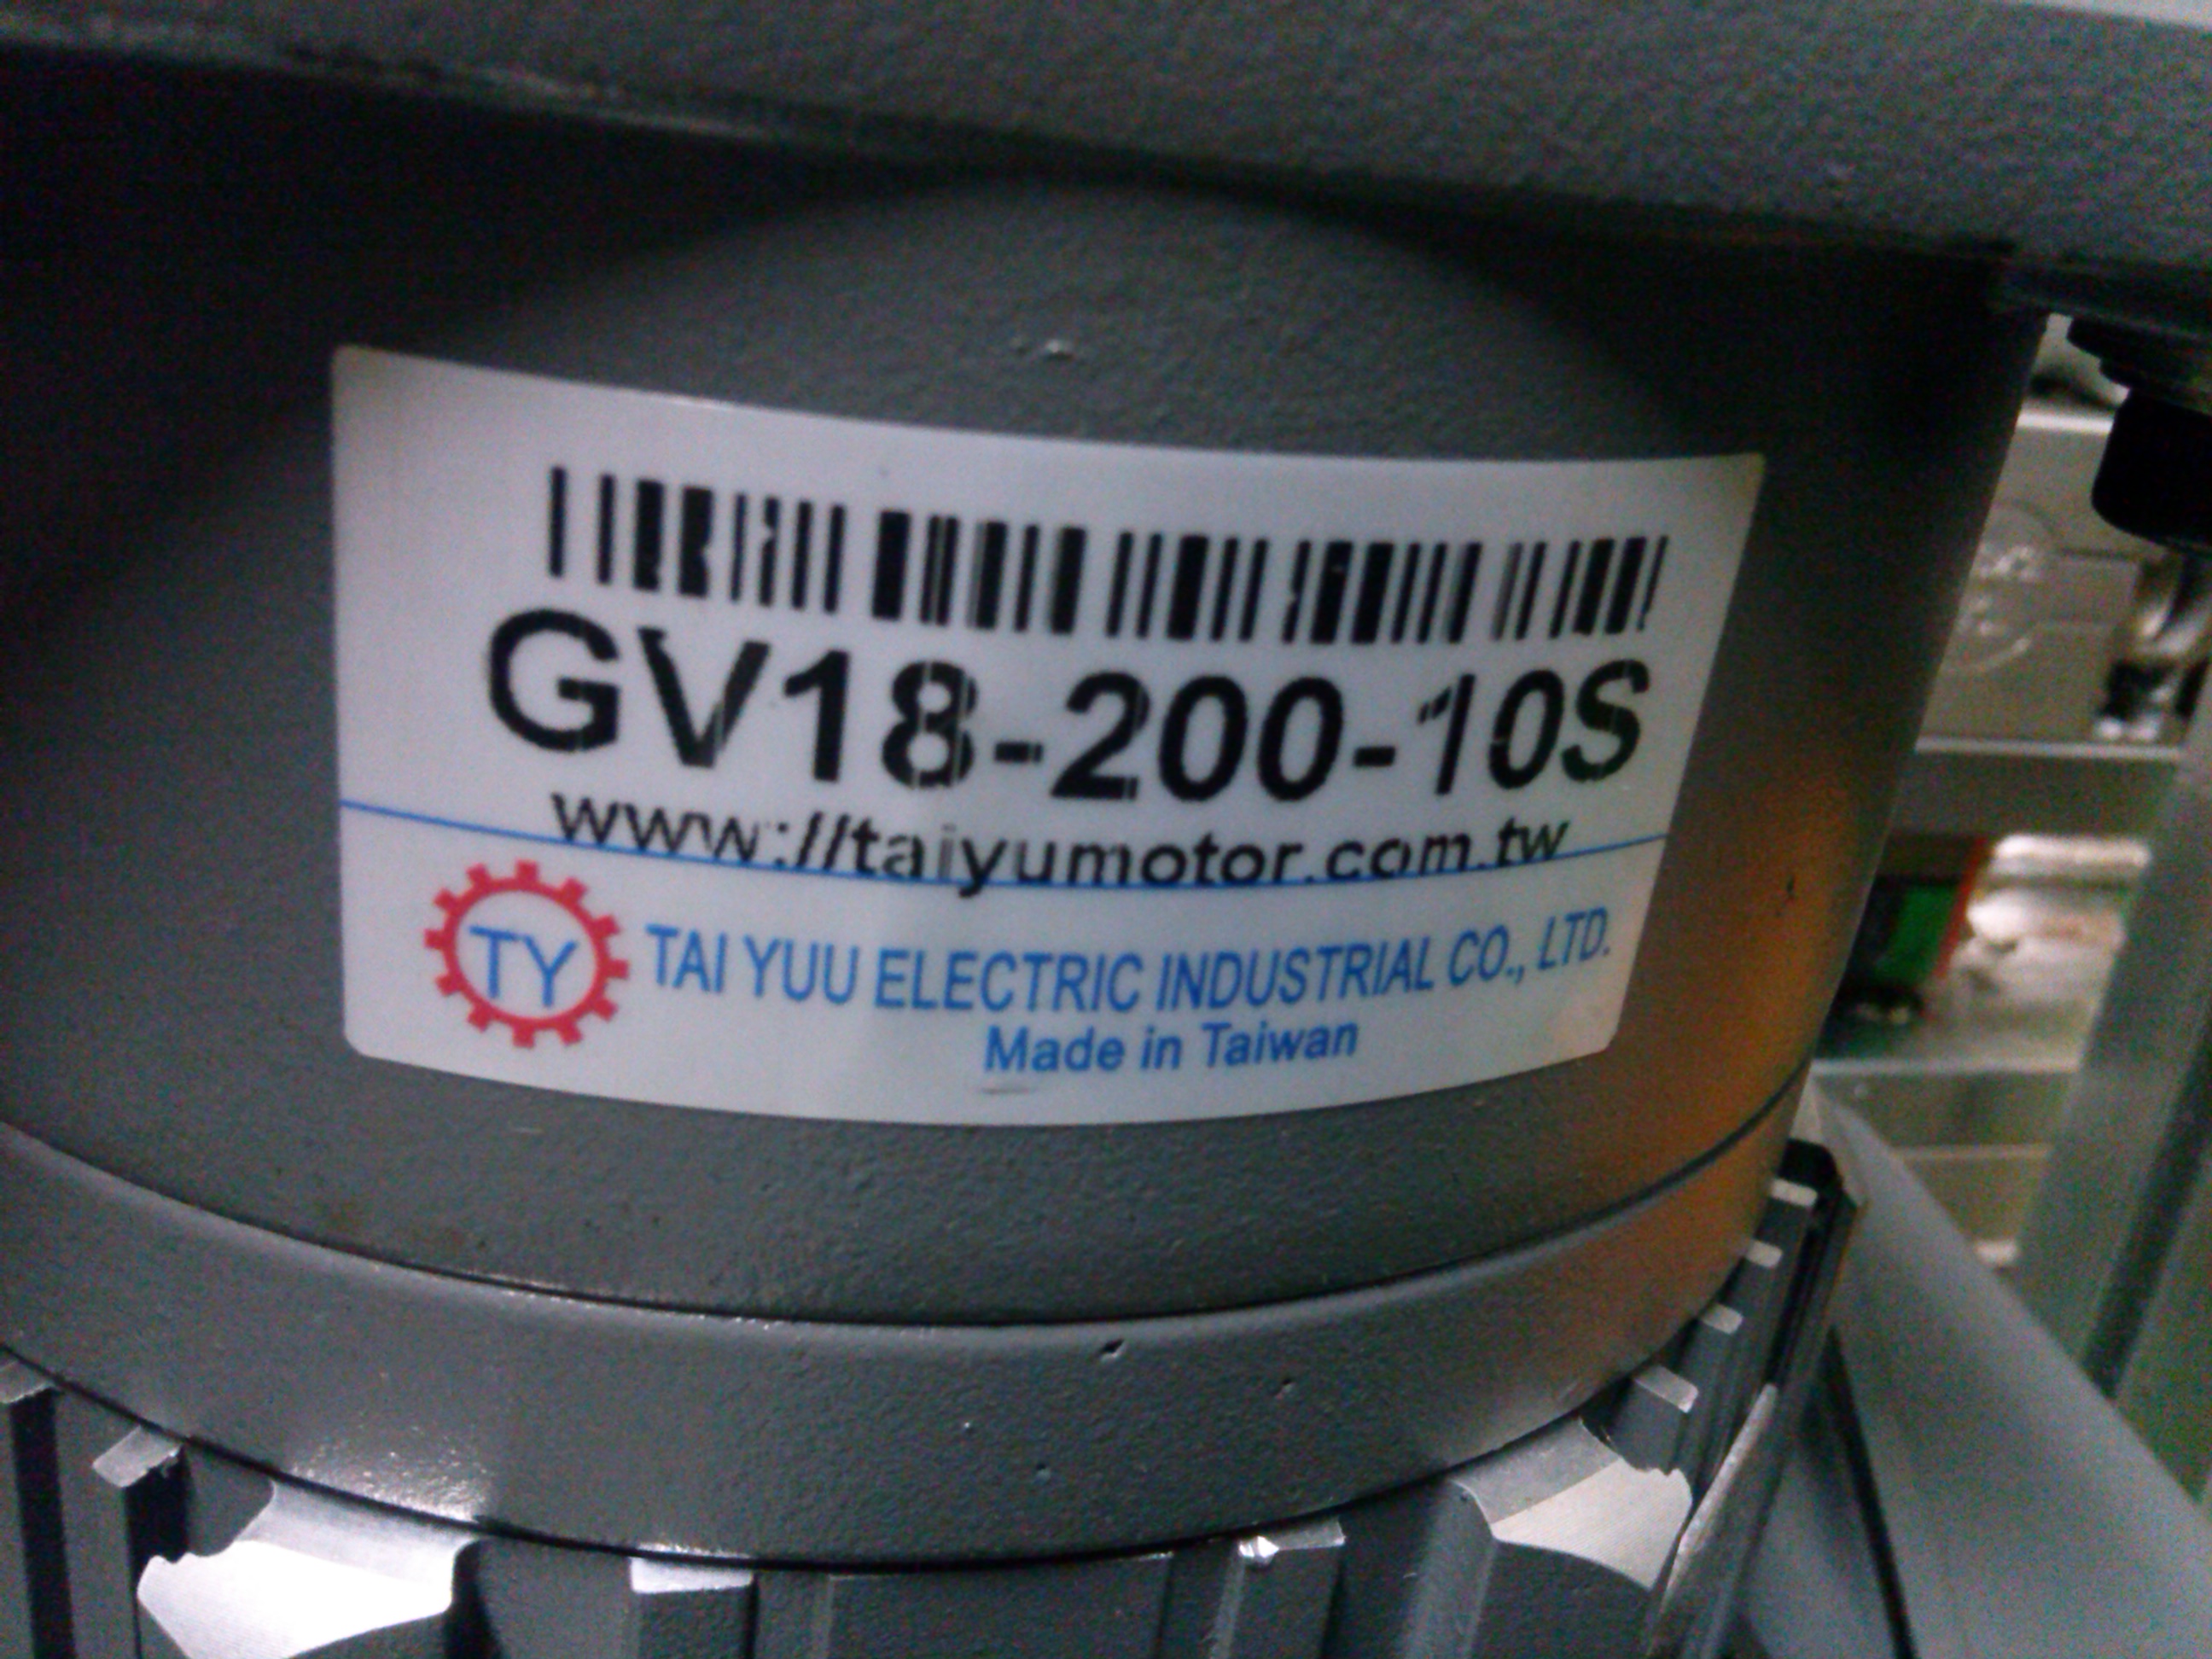 GV18-200-10S
www://taiyumotor.com.tw
TY TAI YUU ELECTRIC INDUSTRIAL CO., LTD.
Made in Taiwan